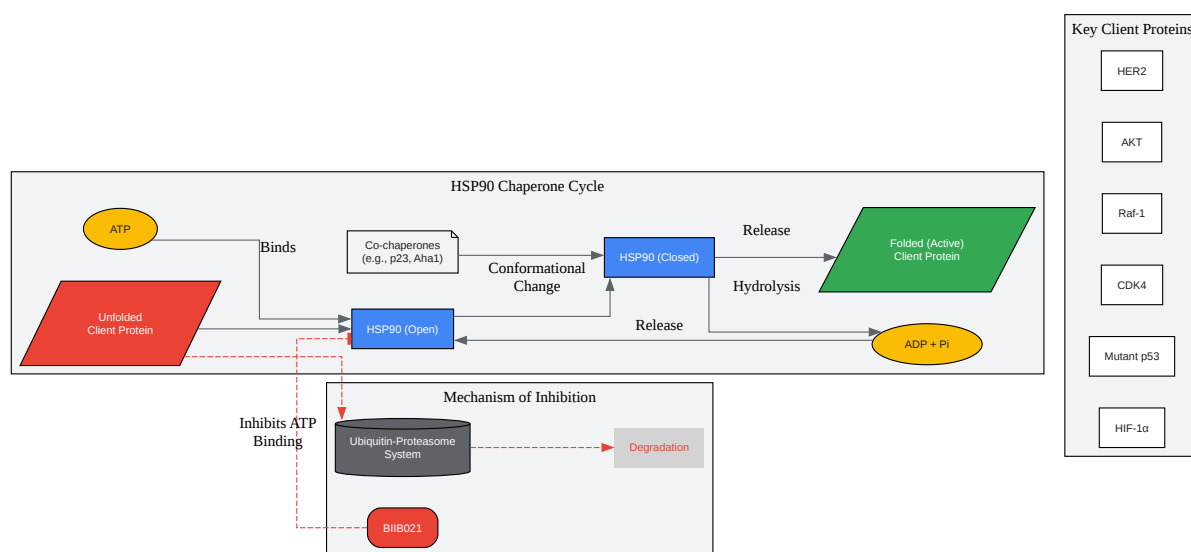 Key Client Proteins
HER2
AKT
Raf-1
CDK4
Mutant p53
HIF-1α
HSP90 Chaperone Cycle
ATP
Binds
Co-chaperones
(e.g., p23, Aha1)
Conformational
Change
HSP90 (Closed)
Release
Hydrolysis
Folded (Active)
Client Protein
Unfolded
Client Protein
HSP90 (Open)
Release
ADP + Pi
Mechanism of Inhibition
Inhibits ATP
Binding
Ubiquitin-Proteasome
System
Degradation
BIIB021